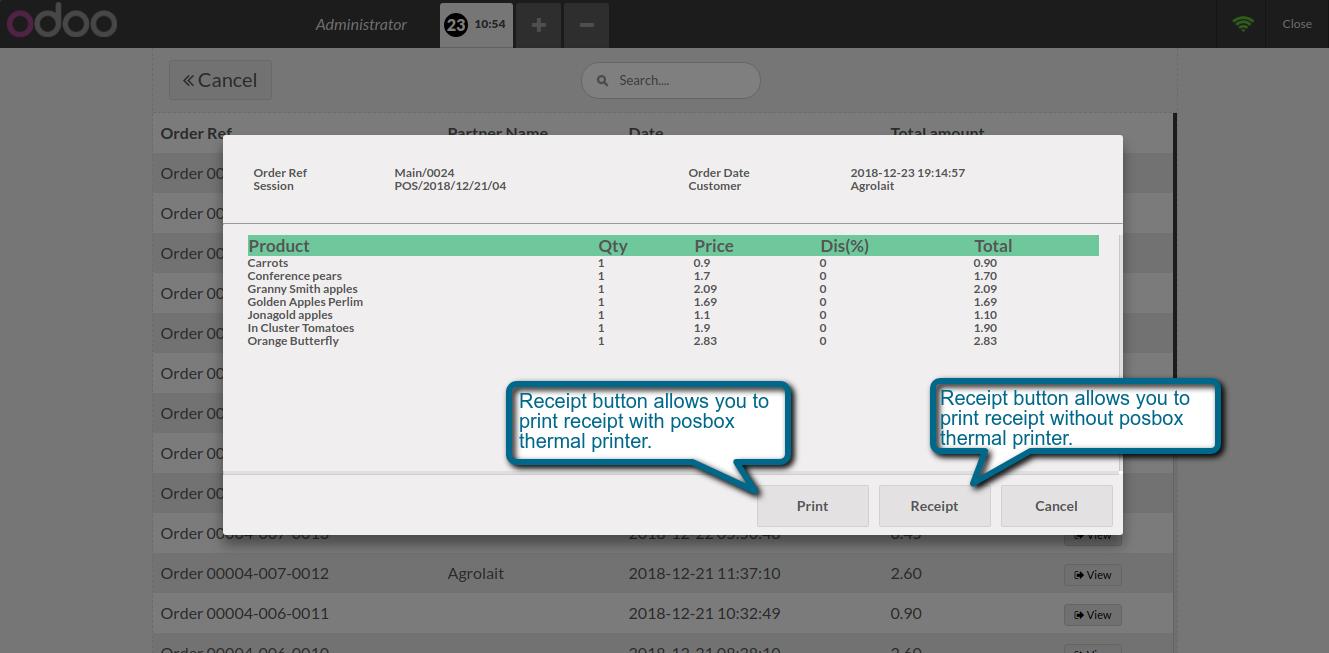 odoo
Administrator
23 10:54
+
−
Close
Cancel
Search....
Order Ref Partner Name Date Total amount
Order Ref Main/0024 Order Date 2018-12-23 19:14:57
Session POS/2018/12/21/04 Customer Agrolait
Product Qty Price Dis(%) Total
Carrots 1 0.9 0 0.90
Conference pears 1 1.7 0 1.70
Granny Smith apples 1 2.09 0 2.09
Golden Apples Perlim 1 1.69 0 1.69
Jonagold apples 1 1.1 0 1.10
In Cluster Tomatoes 1 1.9 0 1.90
Orange Butterfly 1 2.83 0 2.83
Receipt button allows you to
print receipt with posbox
thermal printer.
Receipt button allows you to
print receipt without posbox
thermal printer.
Print Receipt Cancel
Order 00
Order 00
Order 00
Order 00
Order 00
Order 00
Order 00
Order 00
Order 00
Order 00004-007-0013 View
Order 00004-007-0012 Agrolait 2018-12-21 11:37:10 2.60 View
Order 00004-006-0011 2018-12-21 10:32:49 0.90 View
Order 00004-006-0010 2.60 View